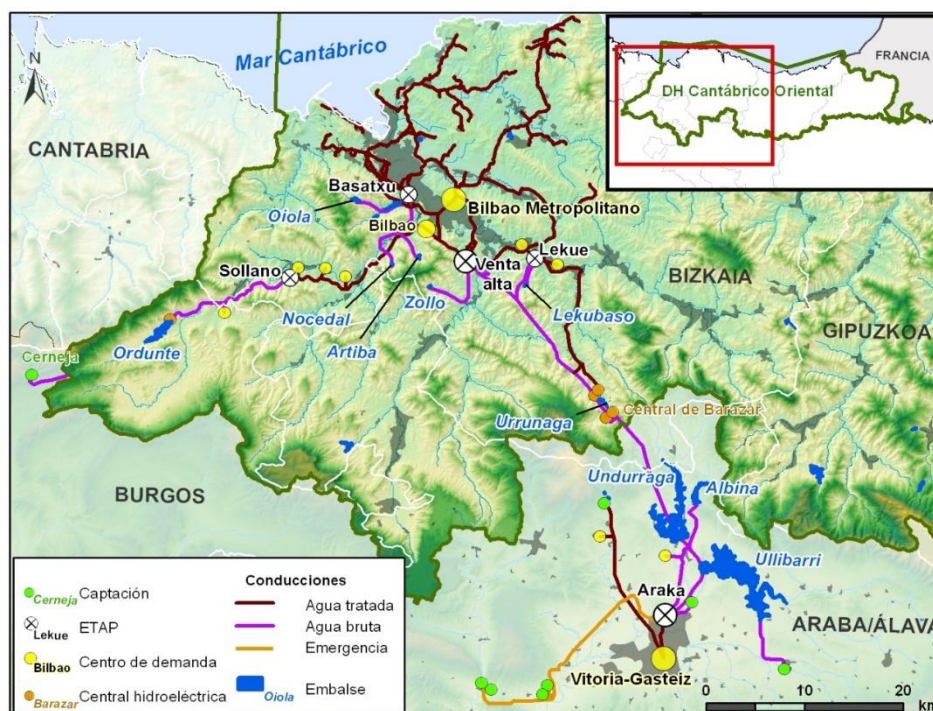 N
Mar Cantábrico
FRANCIA
DH Cantábrico Oriental
CANTABRIA
Basatxu
Oiola
Bilbao Metropolitano
Bilbao
Lekue
Venta
alta
BIZKAIA
Sollano
Zollo
Nocedal
Lekubaso
GIPUZKOA
Artiba
Ordunte
Cerneja
Urrunaga
Central de Barazar
BURGOS
Undurraga
Albina
Ullibarri
Araka
ARABA/ÁLAVA
Vitoria-Gasteiz
Cerneja Captación
Lekue ETAP
Bilbao Centro de demanda
Barazar Central hidroeléctrica
Conducciones
Agua tratada
Agua bruta
Emergencia
Oiola Embalse
0 10 20
km